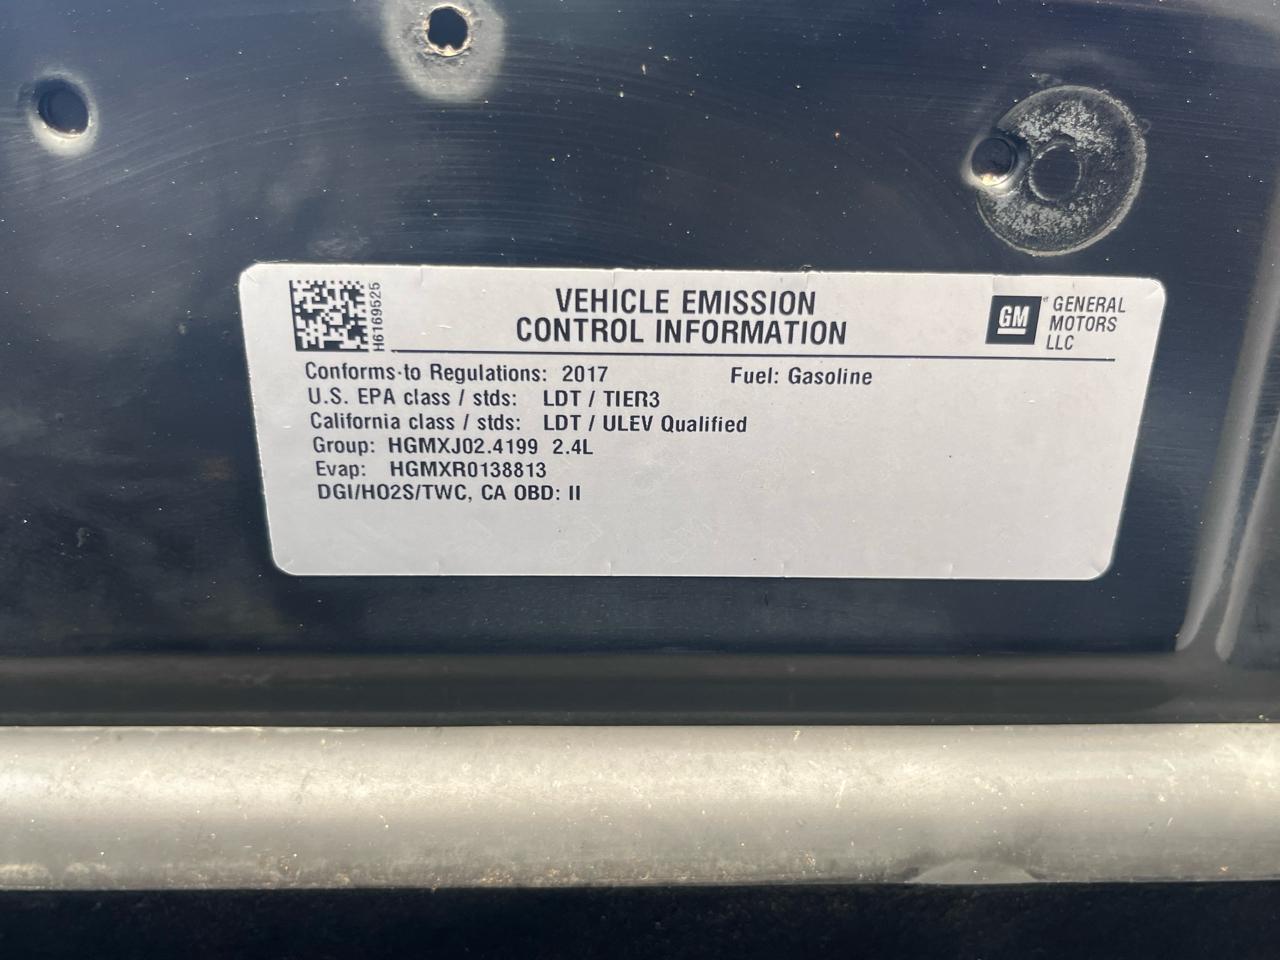 H6169525
VEHICLE EMISSION
CONTROL INFORMATION
GM
GENERAL
MOTORS
LLC
Conforms to Regulations: 2017 Fuel: Gasoline
U.S. EPA class / stds: LDT / TIER3
California class / stds: LDT / ULEV Qualified
Group: HGMXJ02.4199 2.4L
Evap: HGMXR0138813
DGI/HO2S/TWC, CA OBD: II